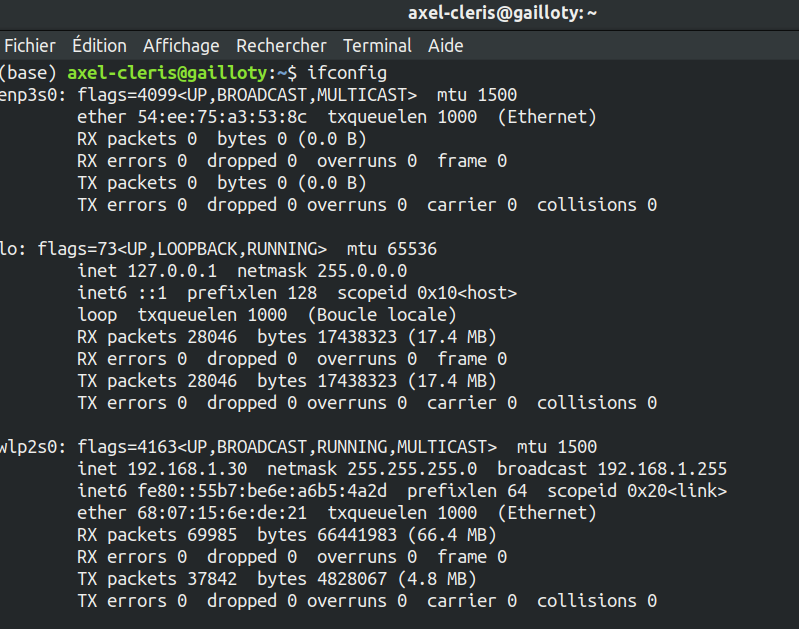 axel-cleris@gailloty: ~
Fichier Édition Affichage Rechercher Terminal Aide
(base) axel-cleris@gailloty:~$ ifconfig
enp3s0: flags=4099<UP,BROADCAST,MULTICAST>  mtu 1500
        ether 54:ee:75:a3:53:8c  txqueuelen 1000  (Ethernet)
        RX packets 0  bytes 0 (0.0 B)
        RX errors 0  dropped 0  overruns 0  frame 0
        TX packets 0  bytes 0 (0.0 B)
        TX errors 0  dropped 0 overruns 0  carrier 0  collisions 0

lo: flags=73<UP,LOOPBACK,RUNNING>  mtu 65536
        inet 127.0.0.1  netmask 255.0.0.0
        inet6 ::1  prefixlen 128  scopeid 0x10<host>
        loop  txqueuelen 1000  (Boucle locale)
        RX packets 28046  bytes 17438323 (17.4 MB)
        RX errors 0  dropped 0  overruns 0  frame 0
        TX packets 28046  bytes 17438323 (17.4 MB)
        TX errors 0  dropped 0 overruns 0  carrier 0  collisions 0

wlp2s0: flags=4163<UP,BROADCAST,RUNNING,MULTICAST>  mtu 1500
        inet 192.168.1.30  netmask 255.255.255.0  broadcast 192.168.1.255
        inet6 fe80::55b7:be6e:a6b5:4a2d  prefixlen 64  scopeid 0x20<link>
        ether 68:07:15:6e:de:21  txqueuelen 1000  (Ethernet)
        RX packets 69985  bytes 66441983 (66.4 MB)
        RX errors 0  dropped 0  overruns 0  frame 0
        TX packets 37842  bytes 4828067 (4.8 MB)
        TX errors 0  dropped 0 overruns 0  carrier 0  collisions 0